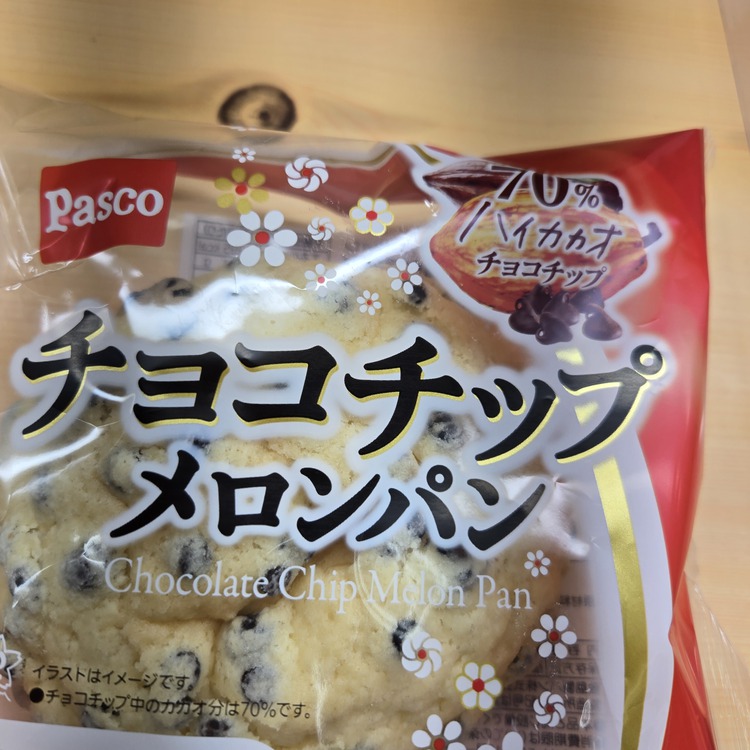 Pasco
70%
ハイカカオ
チョコチップ
チョコチップ
メロンパン
Chocolate Chip Melon Pan
イラストはイメージです。
●チョコチップ中のカカオ分は70%です。